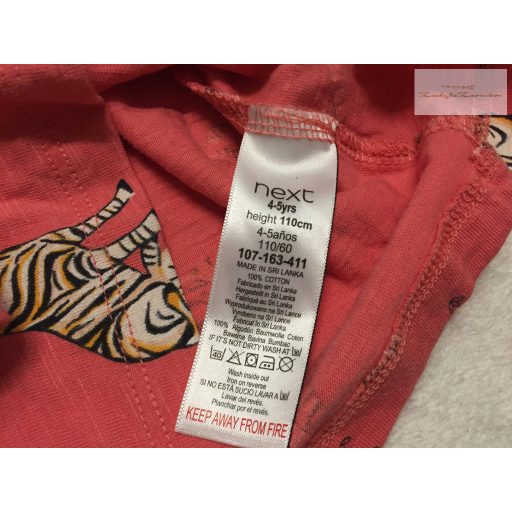 next
4-5yrs
height 110cm
4-5años
110/60
107-163-411
MADE IN SRI LANKA
100% COTTON
Fabricado en Sri Lanka
Hergestellt in Sri Lanka
Fabriqué au Sri Lanka
Wyprodukowano na Sri Lance
Vyrobeno na Sri Lance
Fabricat în Sri Lanka
100% Algodón Baumwolle Coton
Bawełna Bavlna Bumbac
IF IT'S NOT DIRTY WASH AT 30
40
Wash inside out
Iron on reverse
SI NO ESTÁ SUCIO LAVAR A 30
Lavar del revés.
Planchar por el revés.
KEEP AWAY FROM FIRE